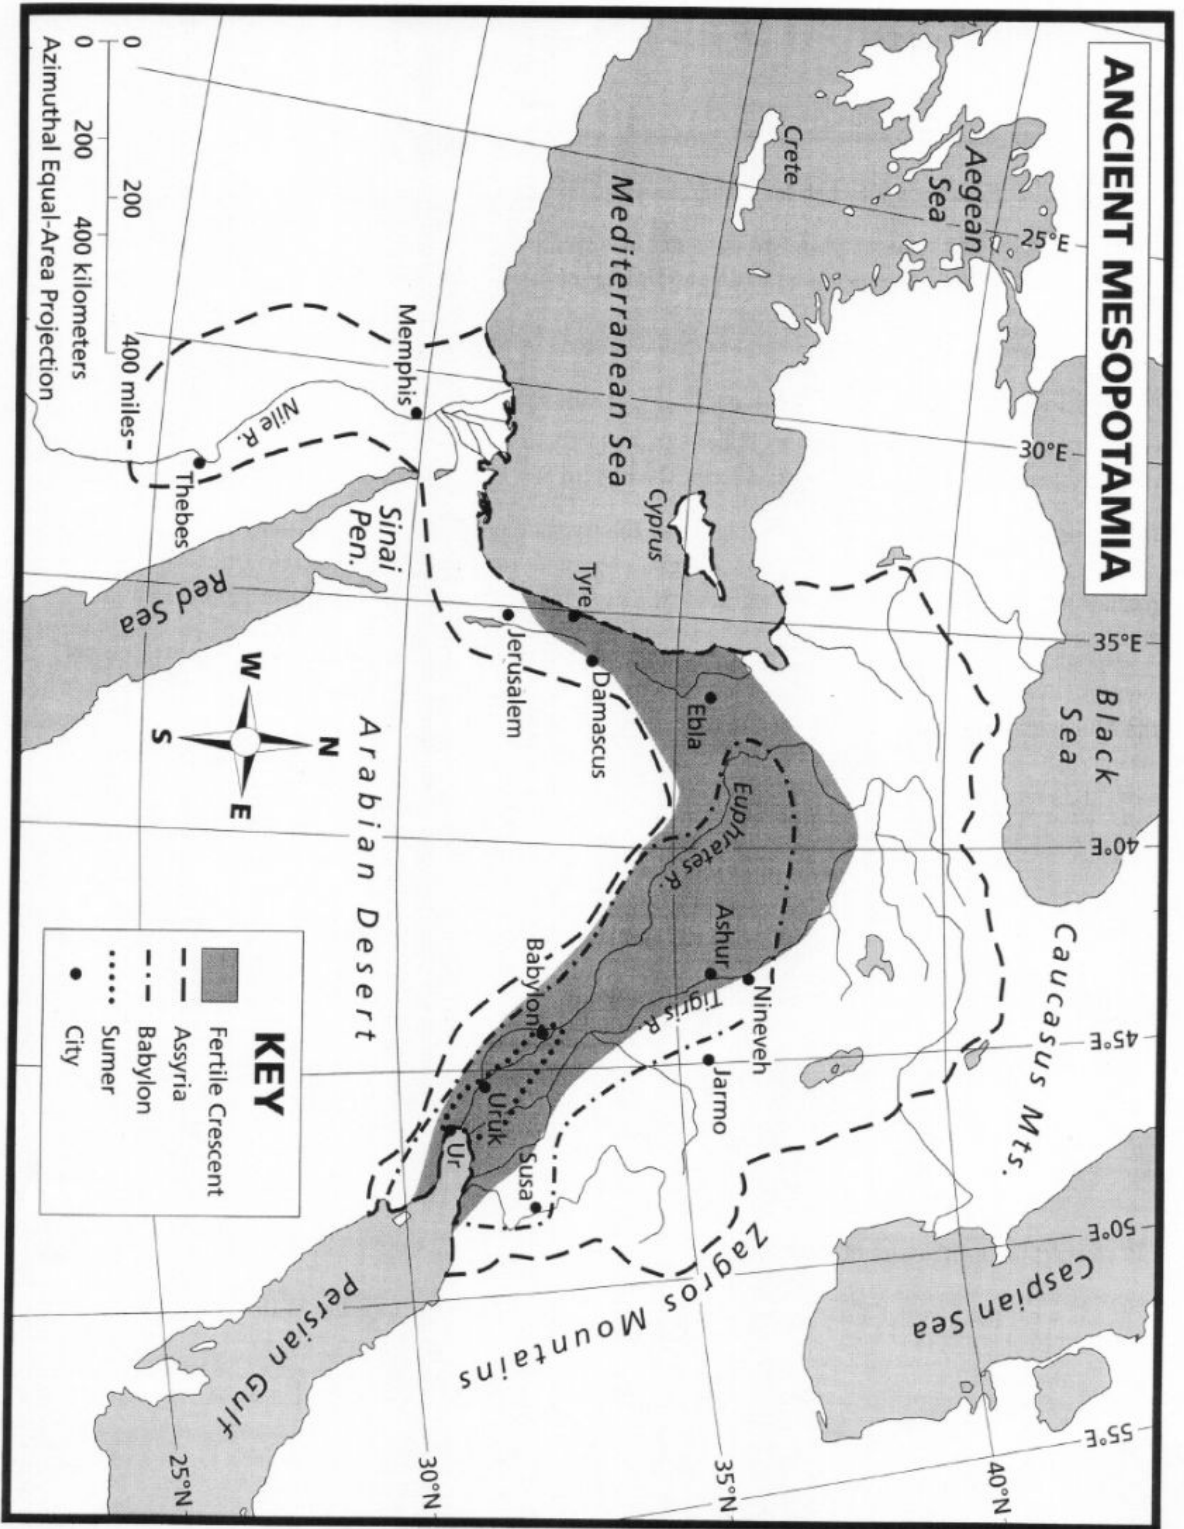 ANCIENT MESOPOTAMIA
Aegean
Sea
25°E
30°E
35°E
Black
Sea
40°E
Caucasus Mts.
45°E
50°E
Caspian Sea
55°E
40°N
Crete
Mediterranean Sea
Cyprus
Tyre
Damascus
Ebla
Jerusalem
Euphrates R.
Ashur
Nineveh
Tigris R.
Jarmo
Babylon
Uruk
Ur
Susa
Zagros Mountains
35°N
30°N
25°N
Persian Gulf
Memphis
Nile R.
Thebes
Sinai
Pen.
Red Sea
Arabian Desert
N
W
E
S
0 200 400 miles
0 200 400 kilometers
Azimuthal Equal-Area Projection
KEY
Fertile Crescent
Assyria
Babylon
Sumer
City